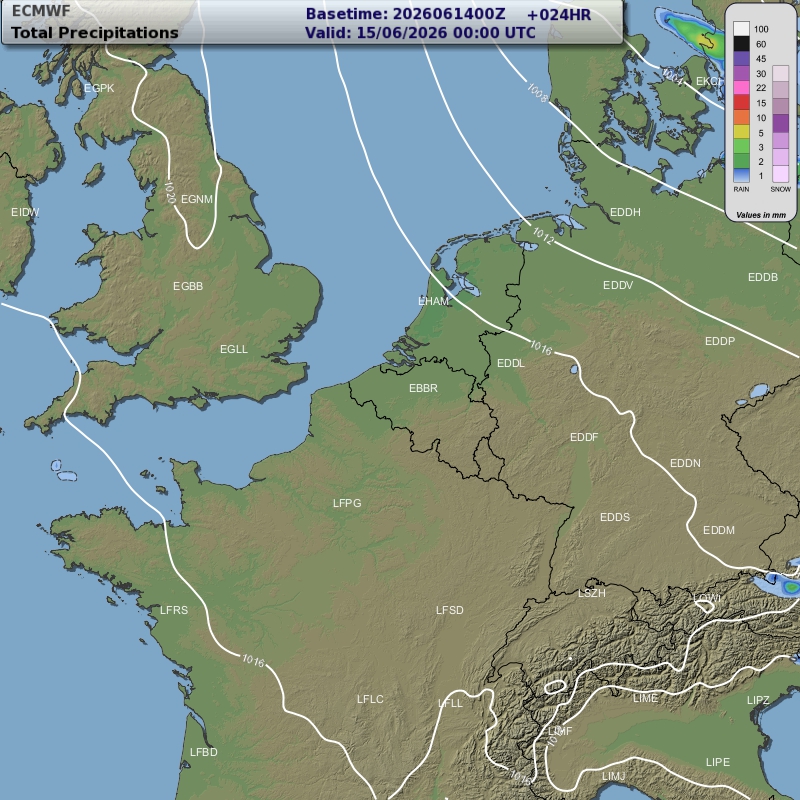 ECMWF
Basetime: 2026061400Z +024HR
Total Precipitations
Valid: 15/06/2026 00:00 UTC
100
60
45
30
22
15
10
5
3
2
1
RAIN
SNOW
Values in mm
EGPK
EKCH
1004
1008
EIDW
1020
EGNM
EDDH
1012
EGBB
EDDV
EDDB
EHAM
EGLL
1016
EDDP
EDDL
EBBR
EDDF
EDDN
LFPG
EDDS
EDDM
LFRS
LFSD
LSZH
LOWI
1016
LFLC
LFLL
LIME
LIPZ
LIMF
LFBD
LIPE
1016
LIMJ